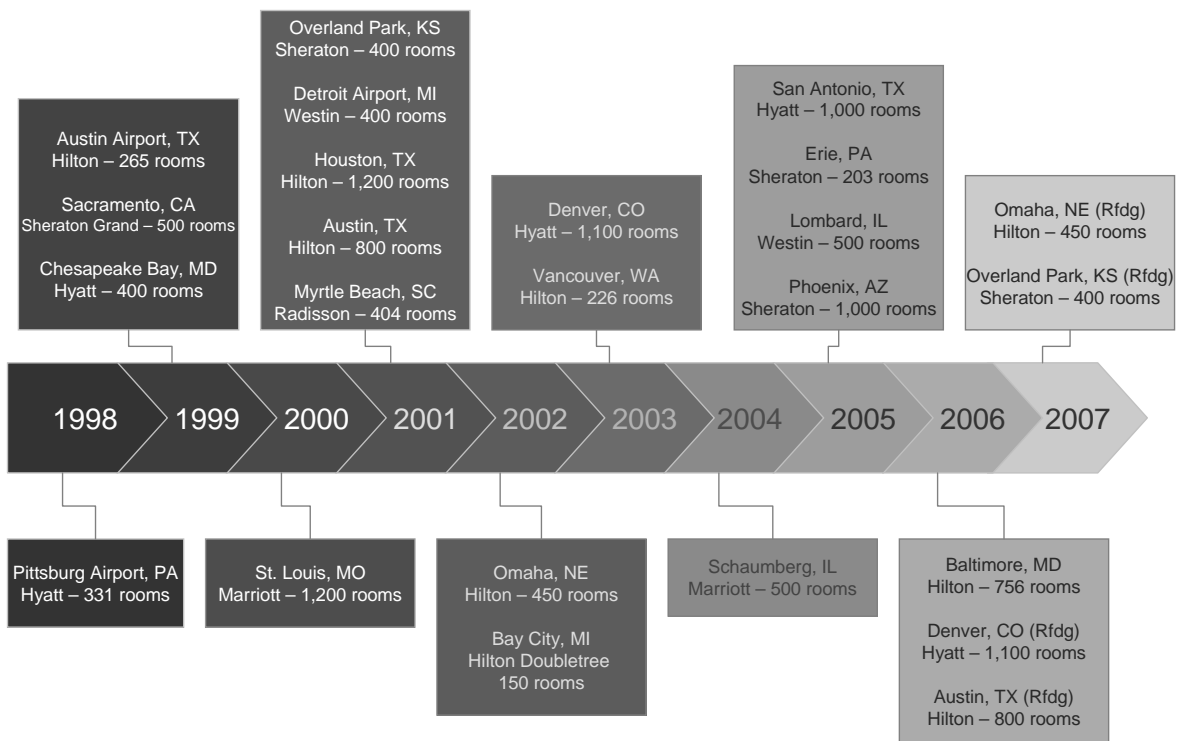 Overland Park, KS
Sheraton – 400 rooms
Detroit Airport, MI
Westin – 400 rooms
Houston, TX
Hilton – 1,200 rooms
Austin, TX
Hilton – 800 rooms
Myrtle Beach, SC
Radisson – 404 rooms
San Antonio, TX
Hyatt – 1,000 rooms
Erie, PA
Sheraton – 203 rooms
Lombard, IL
Westin – 500 rooms
Phoenix, AZ
Sheraton – 1,000 rooms
Austin Airport, TX
Hilton – 265 rooms
Sacramento, CA
Sheraton Grand – 500 rooms
Chesapeake Bay, MD
Hyatt – 400 rooms
Denver, CO
Hyatt – 1,100 rooms
Vancouver, WA
Hilton – 226 rooms
Omaha, NE (Rfdg)
Hilton – 450 rooms
Overland Park, KS (Rfdg)
Sheraton – 400 rooms
1998 1999 2000 2001 2002 2003 2004 2005 2006 2007
Pittsburg Airport, PA
Hyatt – 331 rooms
St. Louis, MO
Marriott – 1,200 rooms
Omaha, NE
Hilton – 450 rooms
Bay City, MI
Hilton Doubletree
150 rooms
Schaumberg, IL
Marriott – 500 rooms
Baltimore, MD
Hilton – 756 rooms
Denver, CO (Rfdg)
Hyatt – 1,100 rooms
Austin, TX (Rfdg)
Hilton – 800 rooms